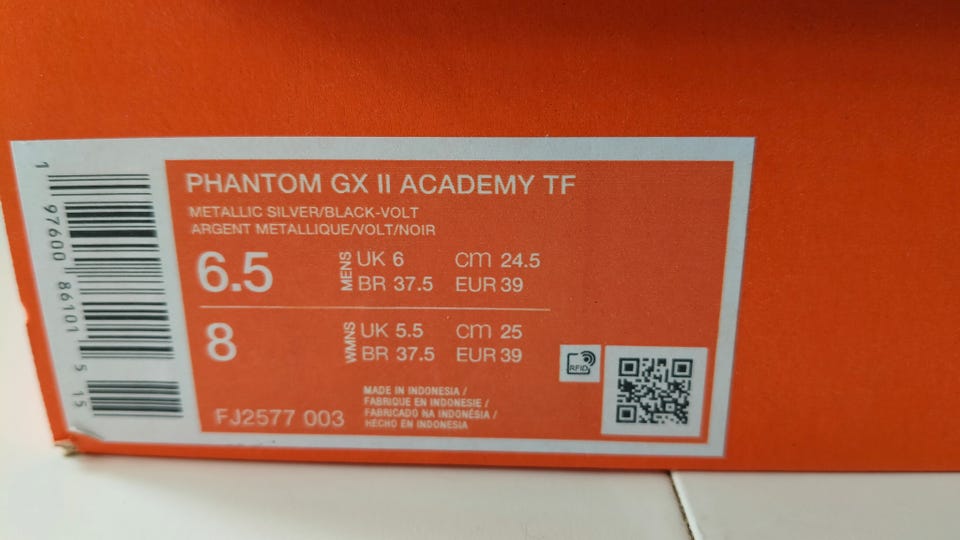 PHANTOM GX II ACADEMY TF
METALLIC SILVER/BLACK-VOLT
ARGENT METALLIQUE/VOLT/NOIR
6.5 MENS UK 6 cm 24.5
BR 37.5 EUR 39
8 WMNS UK 5.5 cm 25
BR 37.5 EUR 39
RFID
MADE IN INDONESIA /
FABRIQUE EN INDONESIE /
FABRICADO NA INDONÉSIA /
HECHO EN INDONESIA
FJ2577 003
1 97600 86101 5 15